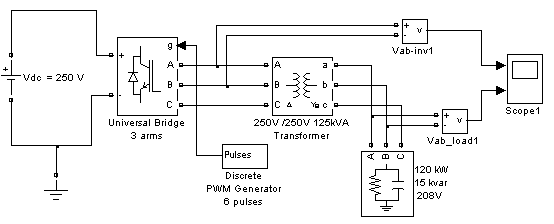 Vdc = 250 V
+
-
g
A
B
C
Universal Bridge
3 arms
Pulses
Discrete
PWM Generator
6 pulses
A
B
C
Δ
Yg
a
b
c
250V /250V 125kVA
Transformer
+
-
v
Vab-inv1
+
-
v
Vab_load1
Scope1
A
B
C
120 kW
15 kvar
208V